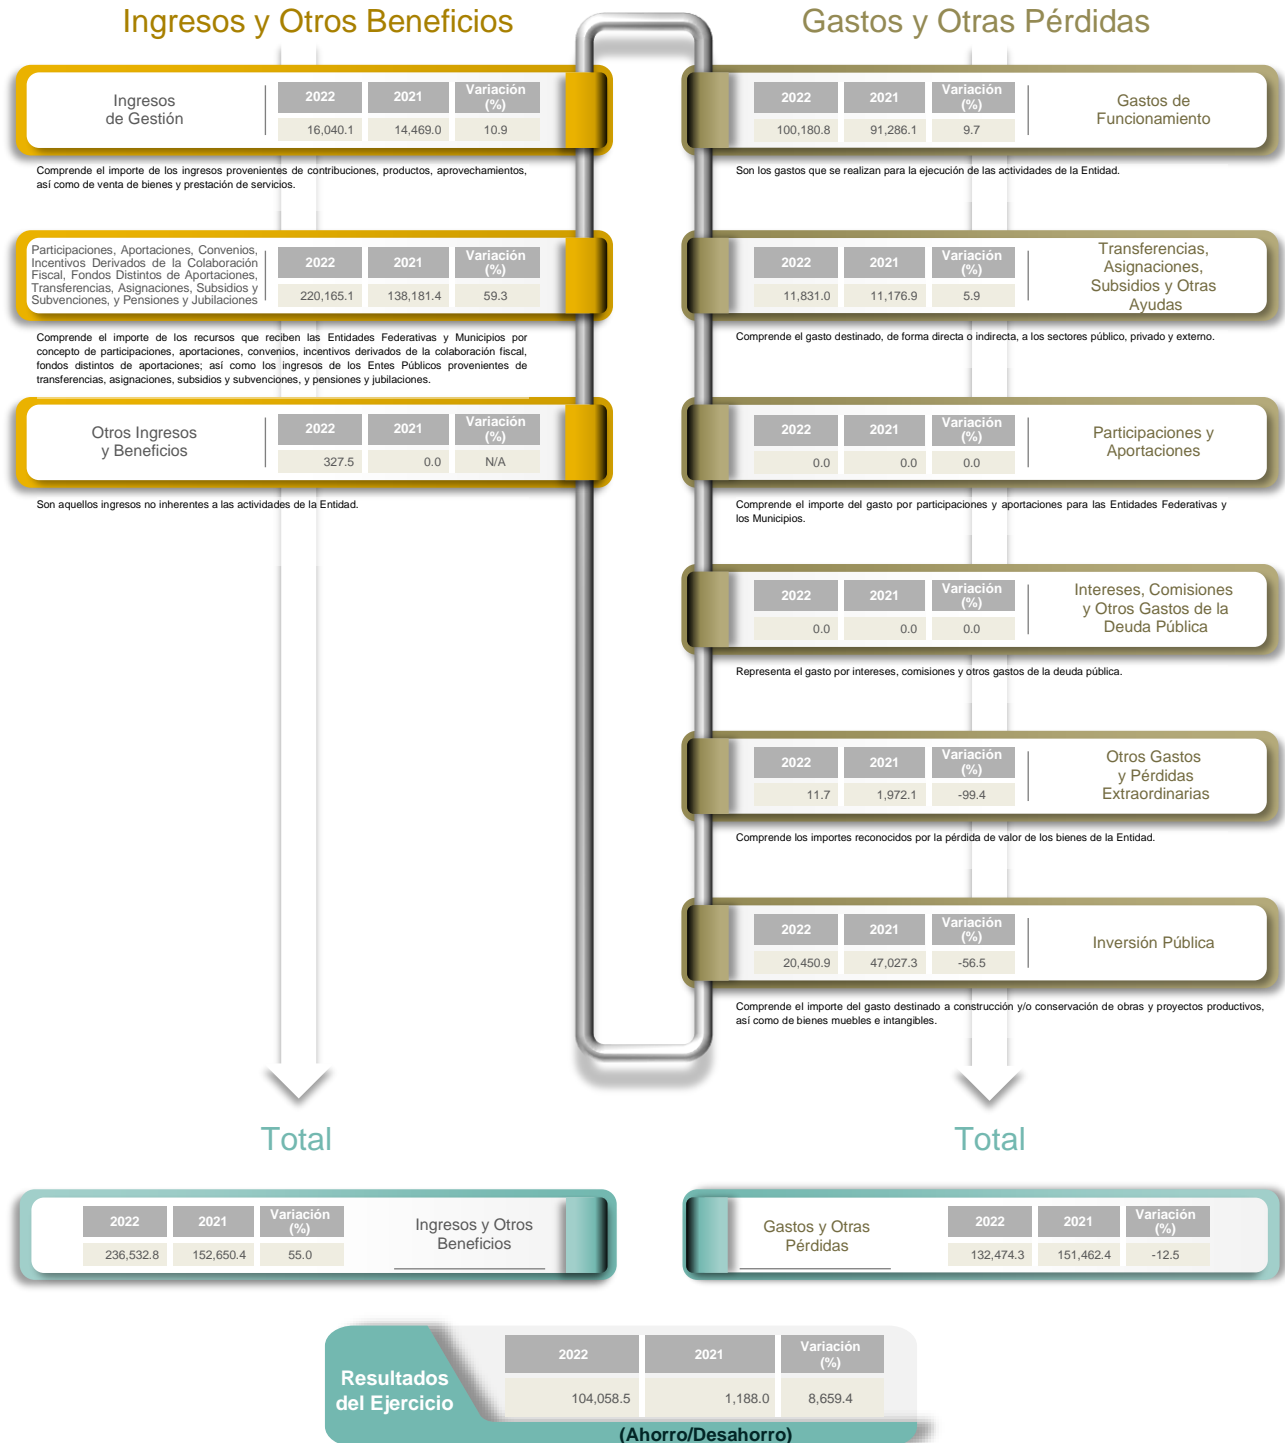 Ingresos y Otros Beneficios
Ingresos
de Gestión
2022 2021 Variación
(%)
16,040.1 14,469.0 10.9
Comprende el importe de los ingresos provenientes de contribuciones, productos, aprovechamientos,
así como de venta de bienes y prestación de servicios.
Participaciones, Aportaciones, Convenios,
Incentivos Derivados de la Colaboración
Fiscal, Fondos Distintos de Aportaciones,
Transferencias, Asignaciones, Subsidios y
Subvenciones, y Pensiones y Jubilaciones
2022 2021 Variación
(%)
220,165.1 138,181.4 59.3
Comprende el importe de los recursos que reciben las Entidades Federativas y Municipios por
concepto de participaciones, aportaciones, convenios, incentivos derivados de la colaboración fiscal,
fondos distintos de aportaciones; así como los ingresos de los Entes Públicos provenientes de
transferencias, asignaciones, subsidios y subvenciones, y pensiones y jubilaciones.
Otros Ingresos
y Beneficios
2022 2021 Variación
(%)
327.5 0.0 N/A
Son aquellos ingresos no inherentes a las actividades de la Entidad.
Gastos y Otras Pérdidas
2022 2021 Variación
(%)
100,180.8 91,286.1 9.7
Gastos de
Funcionamiento
Son los gastos que se realizan para la ejecución de las actividades de la Entidad.
2022 2021 Variación
(%)
11,831.0 11,176.9 5.9
Transferencias,
Asignaciones,
Subsidios y Otras
Ayudas
Comprende el gasto destinado, de forma directa o indirecta, a los sectores público, privado y externo.
2022 2021 Variación
(%)
0.0 0.0 0.0
Participaciones y
Aportaciones
Comprende el importe del gasto por participaciones y aportaciones para las Entidades Federativas y
los Municipios.
2022 2021 Variación
(%)
0.0 0.0 0.0
Intereses, Comisiones
y Otros Gastos de la
Deuda Pública
Representa el gasto por intereses, comisiones y otros gastos de la deuda pública.
2022 2021 Variación
(%)
11.7 1,972.1 -99.4
Otros Gastos
y Pérdidas
Extraordinarias
Comprende los importes reconocidos por la pérdida de valor de los bienes de la Entidad.
2022 2021 Variación
(%)
20,450.9 47,027.3 -56.5
Inversión Pública
Comprende el importe del gasto destinado a construcción y/o conservación de obras y proyectos productivos,
así como de bienes muebles e intangibles.
Total
2022 2021 Variación
(%)
236,532.8 152,650.4 55.0
Ingresos y Otros
Beneficios
Total
Gastos y Otras
Pérdidas
2022 2021 Variación
(%)
132,474.3 151,462.4 -12.5
Resultados
del Ejercicio
2022 2021 Variación
(%)
104,058.5 1,188.0 8,659.4
(Ahorro/Desahorro)